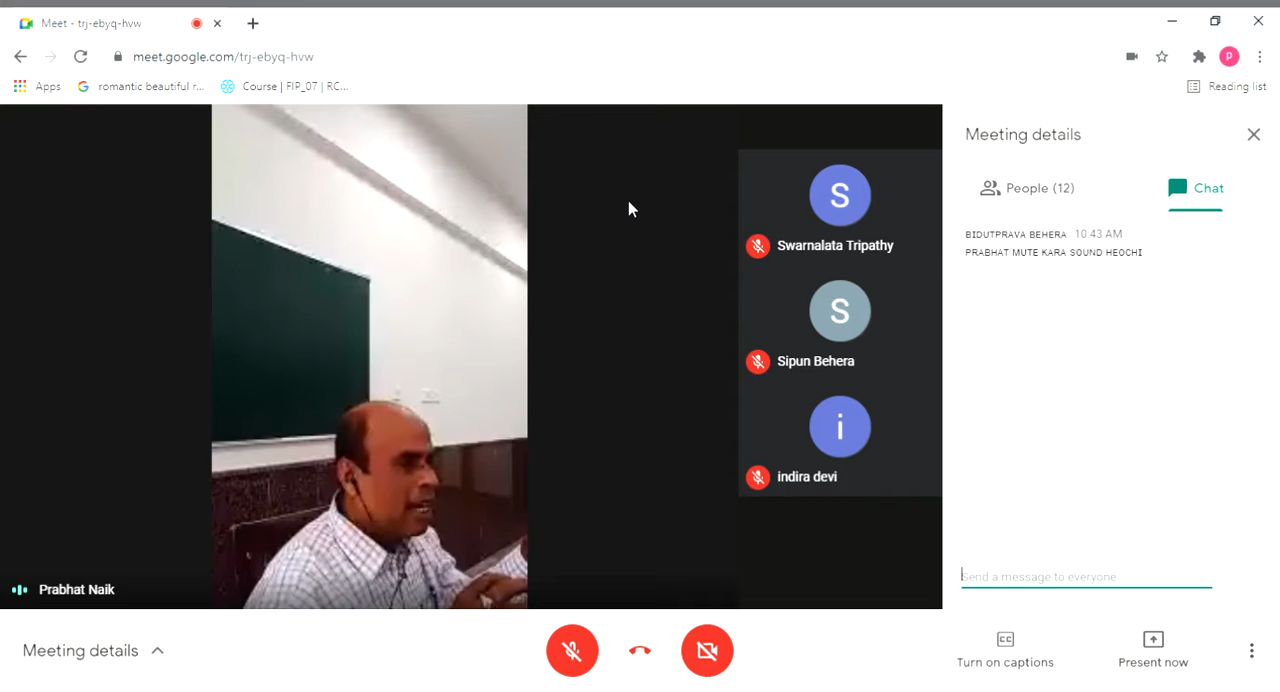 Meet - trj-ebyq-hvw
meet.google.com/trj-ebyq-hvw
P
Apps
romantic beautiful r...
Course | FIP_07 | RC...
Reading list
S
Swarnalata Tripathy
S
Sipun Behera
i
indira devi
Prabhat Naik
Meeting details
People (12)
Chat
BIDUTPRAVA BEHERA 10.43 AM
PRABHAT MUTE KARA SOUND HEOCHI
Send a message to everyone
Meeting details
CC
Turn on captions
Present now